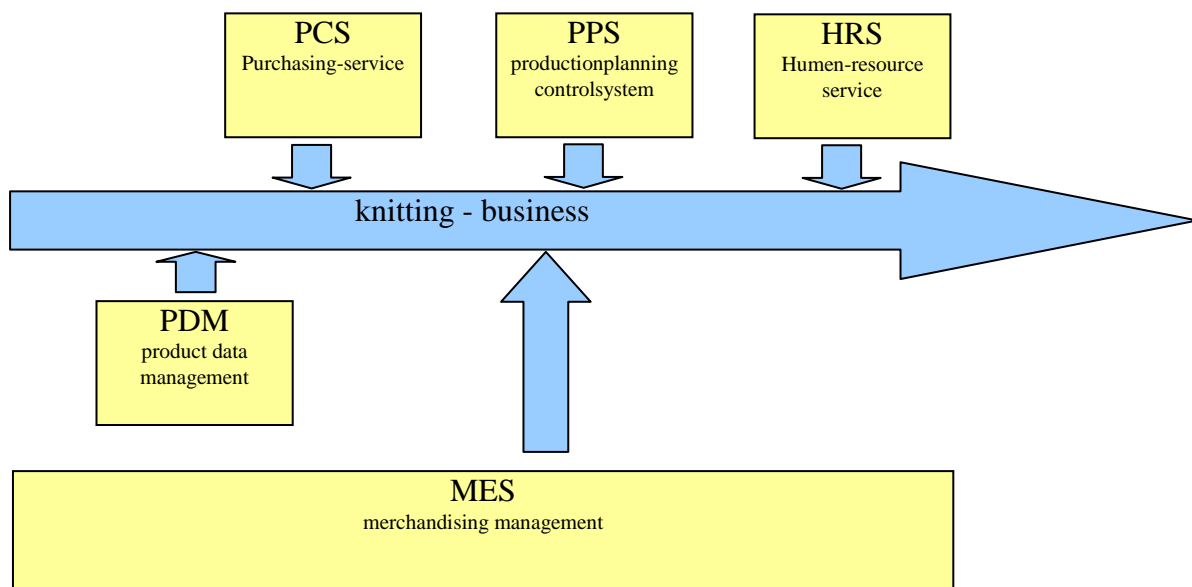 PCS
Purchasing-service
PPS
productionplanning
controlsystem
HRS
Humen-resource
service
knitting - business
PDM
product data
management
MES
merchandising management